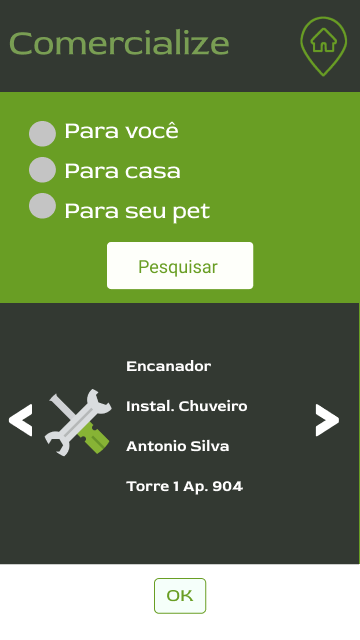 Comercialize
Para você
Para casa
Para seu pet
Pesquisar
Encanador
Instal. Chuveiro
Antonio Silva
Torre 1 Ap. 904
OK